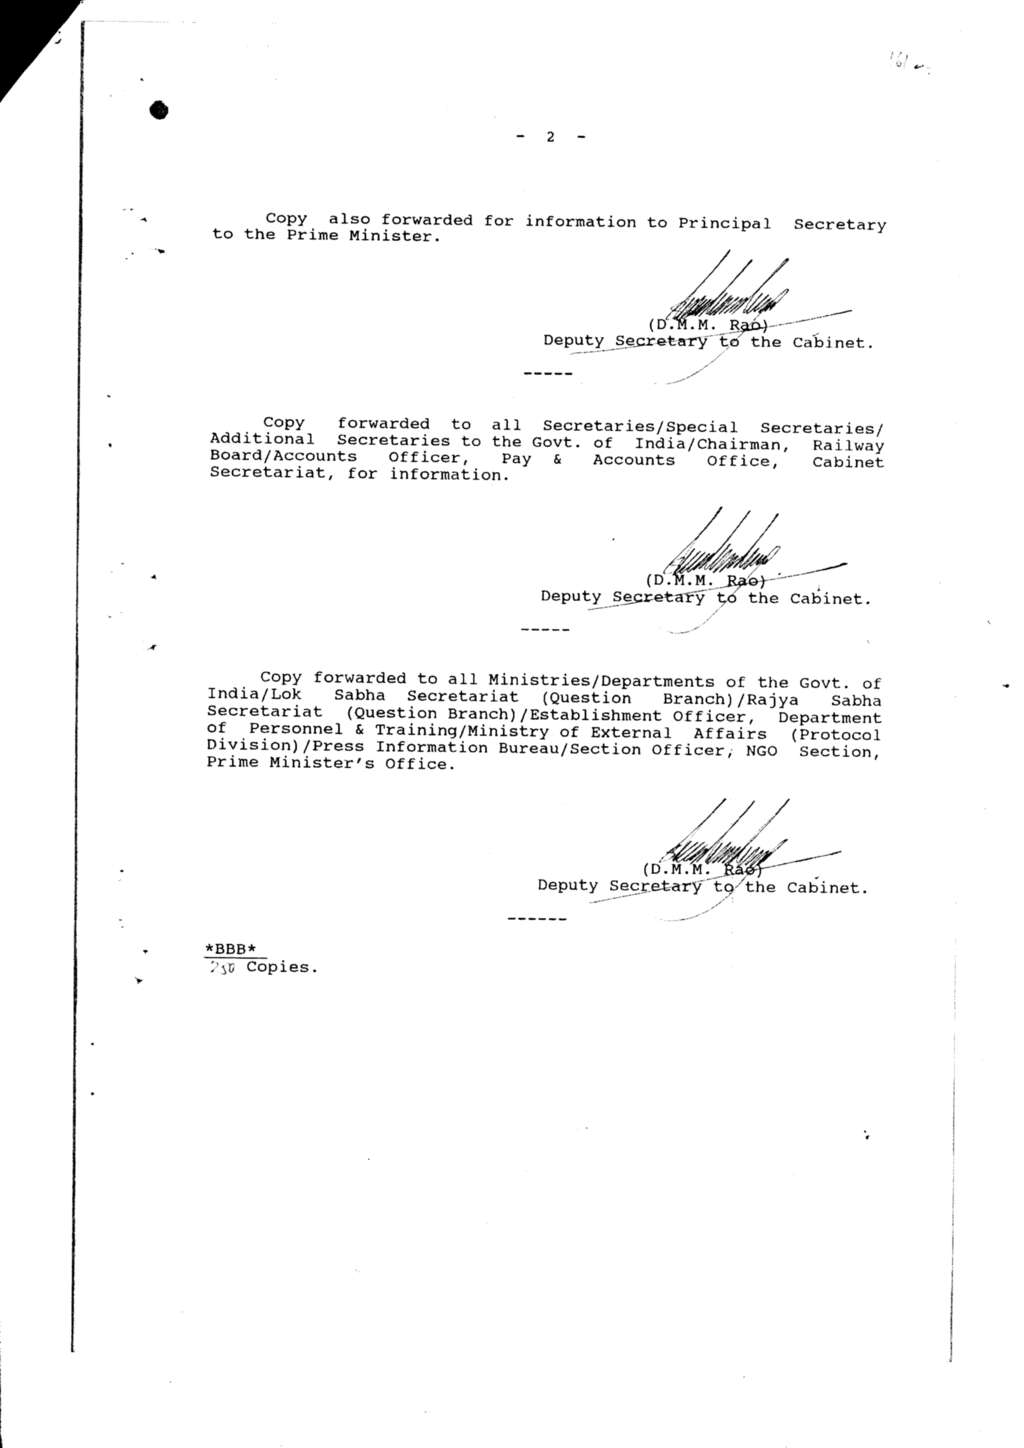 - 2 -
Copy also forwarded for information to Principal Secretary
to the Prime Minister.
(D.M.M. Rao)
Deputy Secretary to the Cabinet.
-----
Copy forwarded to all Secretaries/Special Secretaries/
Additional Secretaries to the Govt. of India/Chairman, Railway
Board/Accounts Officer, Pay & Accounts Office, Cabinet
Secretariat, for information.
(D.M.M. Rao)
Deputy Secretary to the Cabinet.
-----
Copy forwarded to all Ministries/Departments of the Govt. of
India/Lok Sabha Secretariat (Question Branch)/Rajya Sabha
Secretariat (Question Branch)/Establishment Officer, Department
of Personnel & Training/Ministry of External Affairs (Protocol
Division)/Press Information Bureau/Section Officer, NGO Section,
Prime Minister's Office.
(D.M.M. Rao)
Deputy Secretary to the Cabinet.
------
*BBB*
Copies.